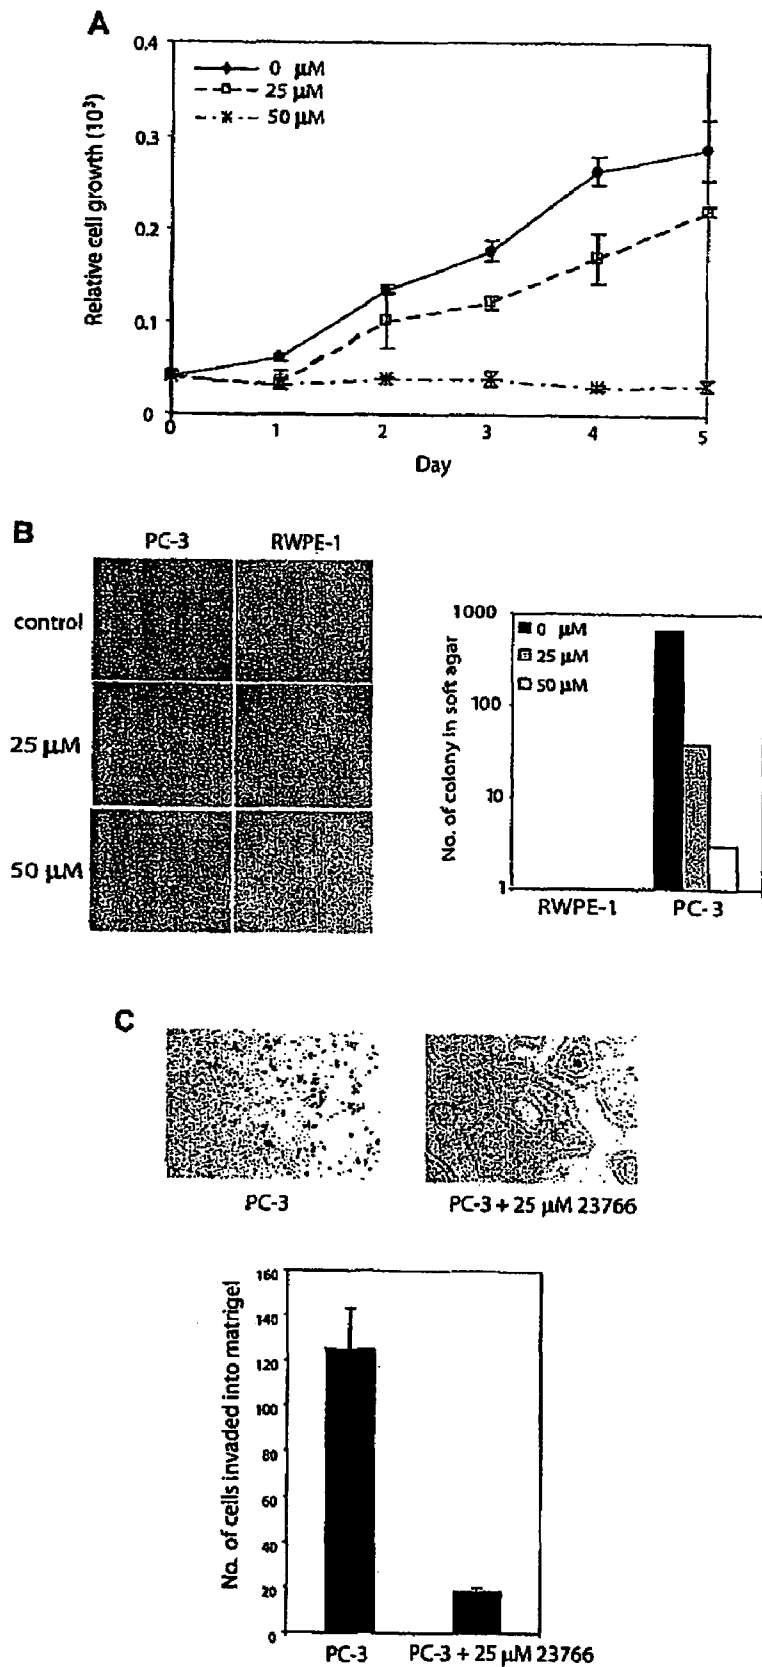 A
0.4
0.3
0.2
0.1
0
Relative cell growth (10³)
0 μM
25 μM
50 μM
0 1 2 3 4 5
Day
B
PC-3 RWPE-1
control
25 μM
50 μM
No. of colony in soft agar
1000
100
10
1
0 μM
25 μM
50 μM
RWPE-1 PC-3
C
PC-3 PC-3 + 25 μM 23766
No. of cells invaded into matrigel
160
140
120
100
80
60
40
20
0
PC-3 PC-3 + 25 μM 23766